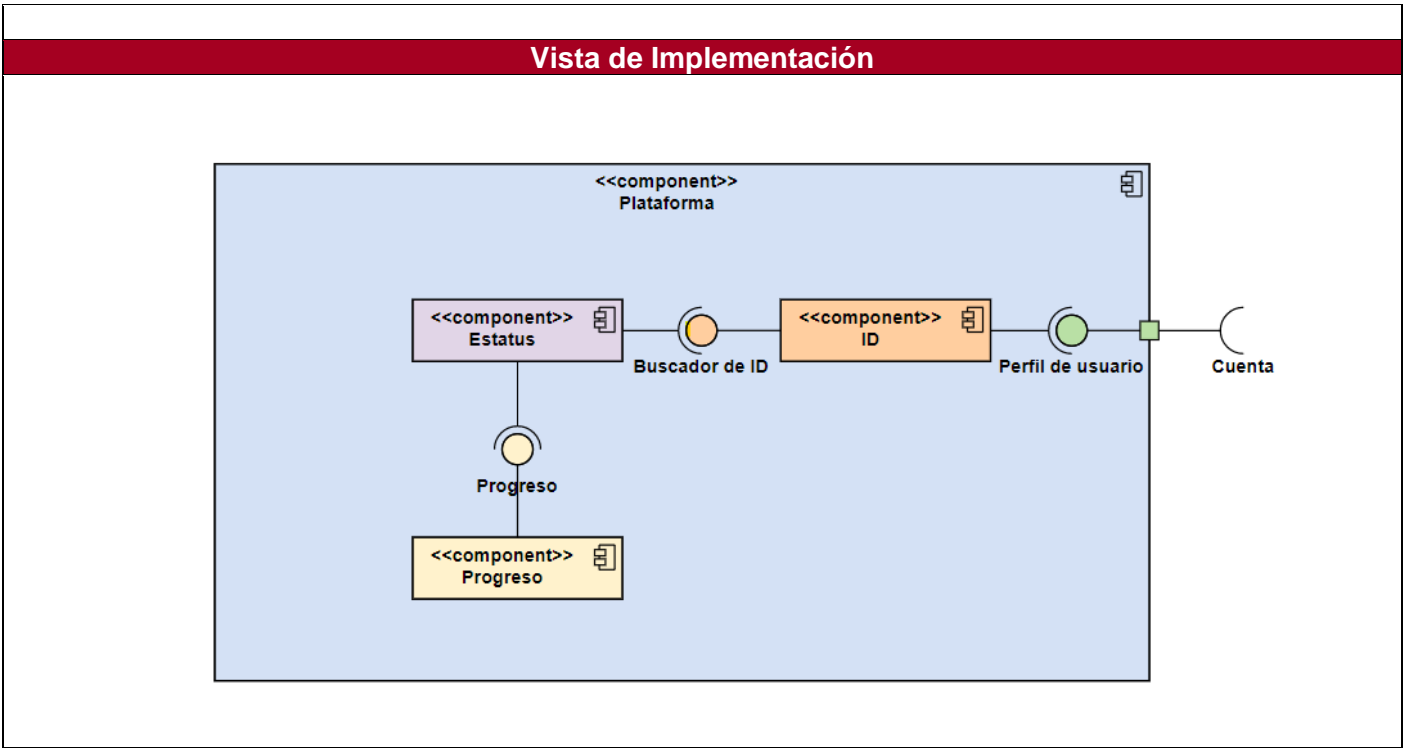 Vista de Implementación
<<component>>
Plataforma
<<component>>
Estatus
Buscador de ID
<<component>>
ID
Perfil de usuario
Cuenta
Progreso
<<component>>
Progreso